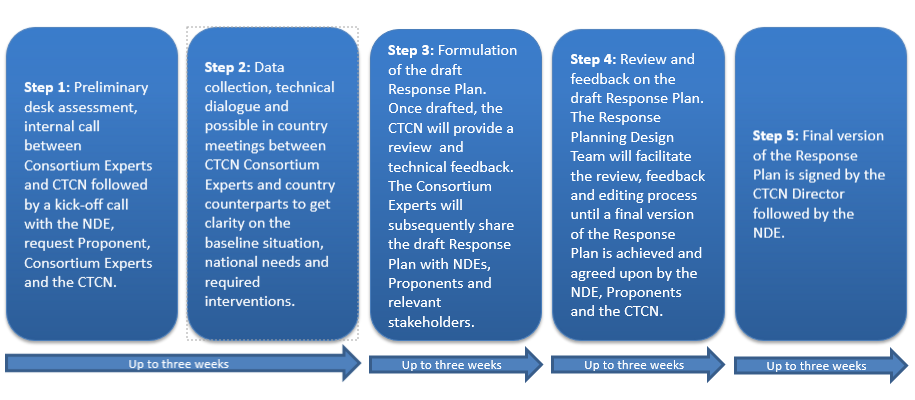 Step 1: Preliminary
desk assessment,
internal call
between
Consortium Experts
and CTCN followed
by a kick-off call
with the NDE,
request Proponent,
Consortium Experts
and the CTCN.
Step 2: Data
collection, technical
dialogue and
possible in country
meetings between
CTCN Consortium
Experts and country
counterparts to get
clarity on the
baseline situation,
national needs and
required
interventions.
Step 3: Formulation
of the draft
Response Plan.
Once drafted, the
CTCN will provide a
review and
technical feedback.
The Consortium
Experts will
subsequently share
the draft Response
Plan with NDEs,
Proponents and
relevant
stakeholders.
Step 4: Review and
feedback on the
draft Response Plan.
The Response
Planning Design
Team will facilitate
the review, feedback
and editing process
until a final version
of the Response
Plan is achieved and
agreed upon by the
NDE, Proponents
and the CTCN.
Step 5: Final version
of the Response
Plan is signed by the
CTCN Director
followed by the
NDE.
Up to three weeks
Up to three weeks
Up to three weeks
Up to three weeks